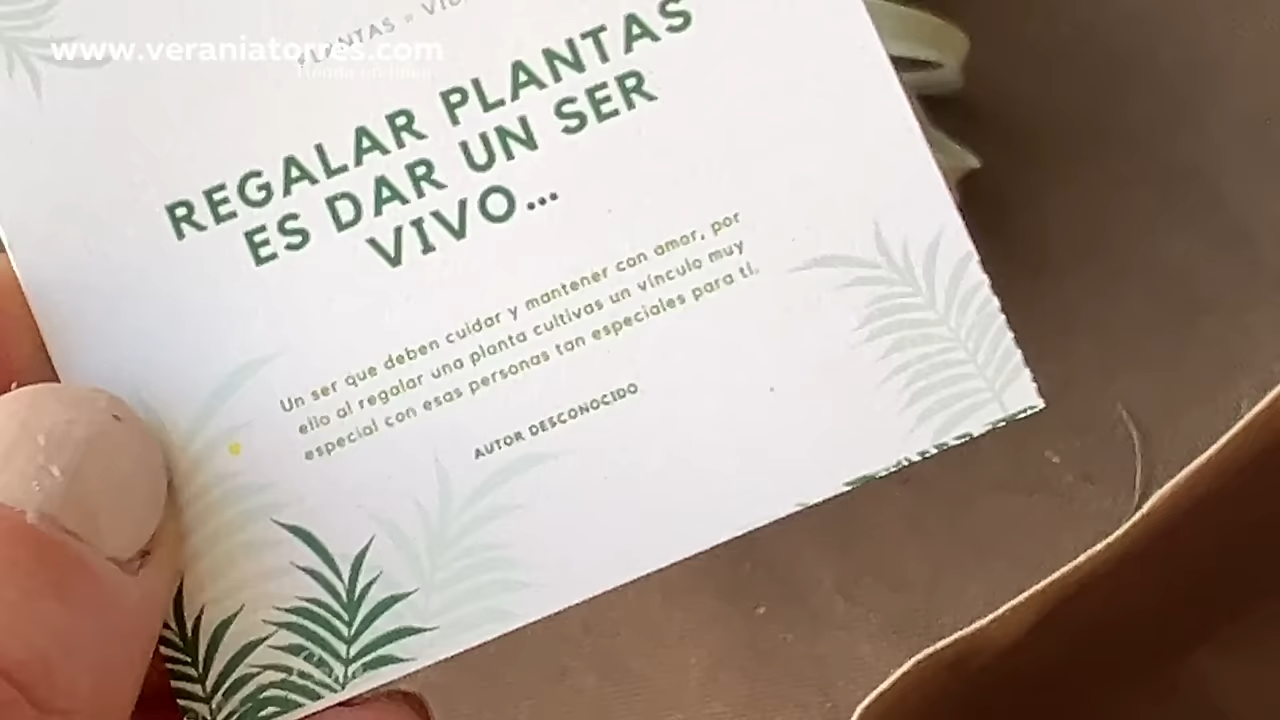 www.veraniatorres.com
PLANTAS
REGALAR PLANTAS
ES DAR UN SER
VIVO...
Un ser que deben cuidar y mantener con amor, por
ello al regalar una planta cultivas un vínculo muy
especial con esas personas tan especiales para ti.
AUTOR DESCONOCIDO